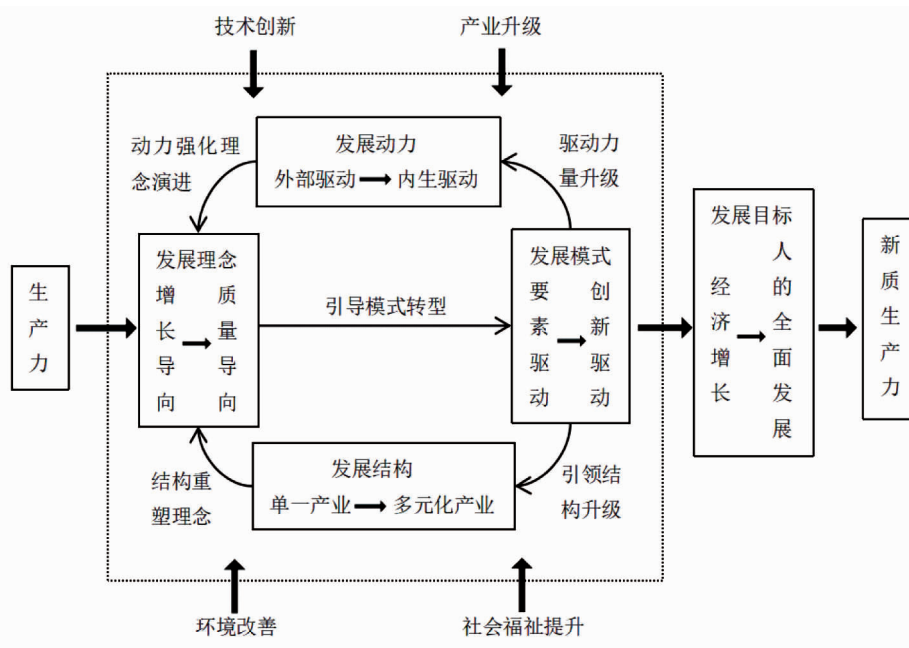 技术创新
产业升级
动力强化理
念演进
发展动力
外部驱动
内生驱动
驱动力
量升级
生产力
发展理念
增长导向
质量导向
引导模式转型
发展模式
要素驱动
创新驱动
发展目标
经济增长
人的全面发展
新质生产力
结构重
塑理念
发展结构
单一产业
多元化产业
引领结
构升级
环境改善
社会福祉提升